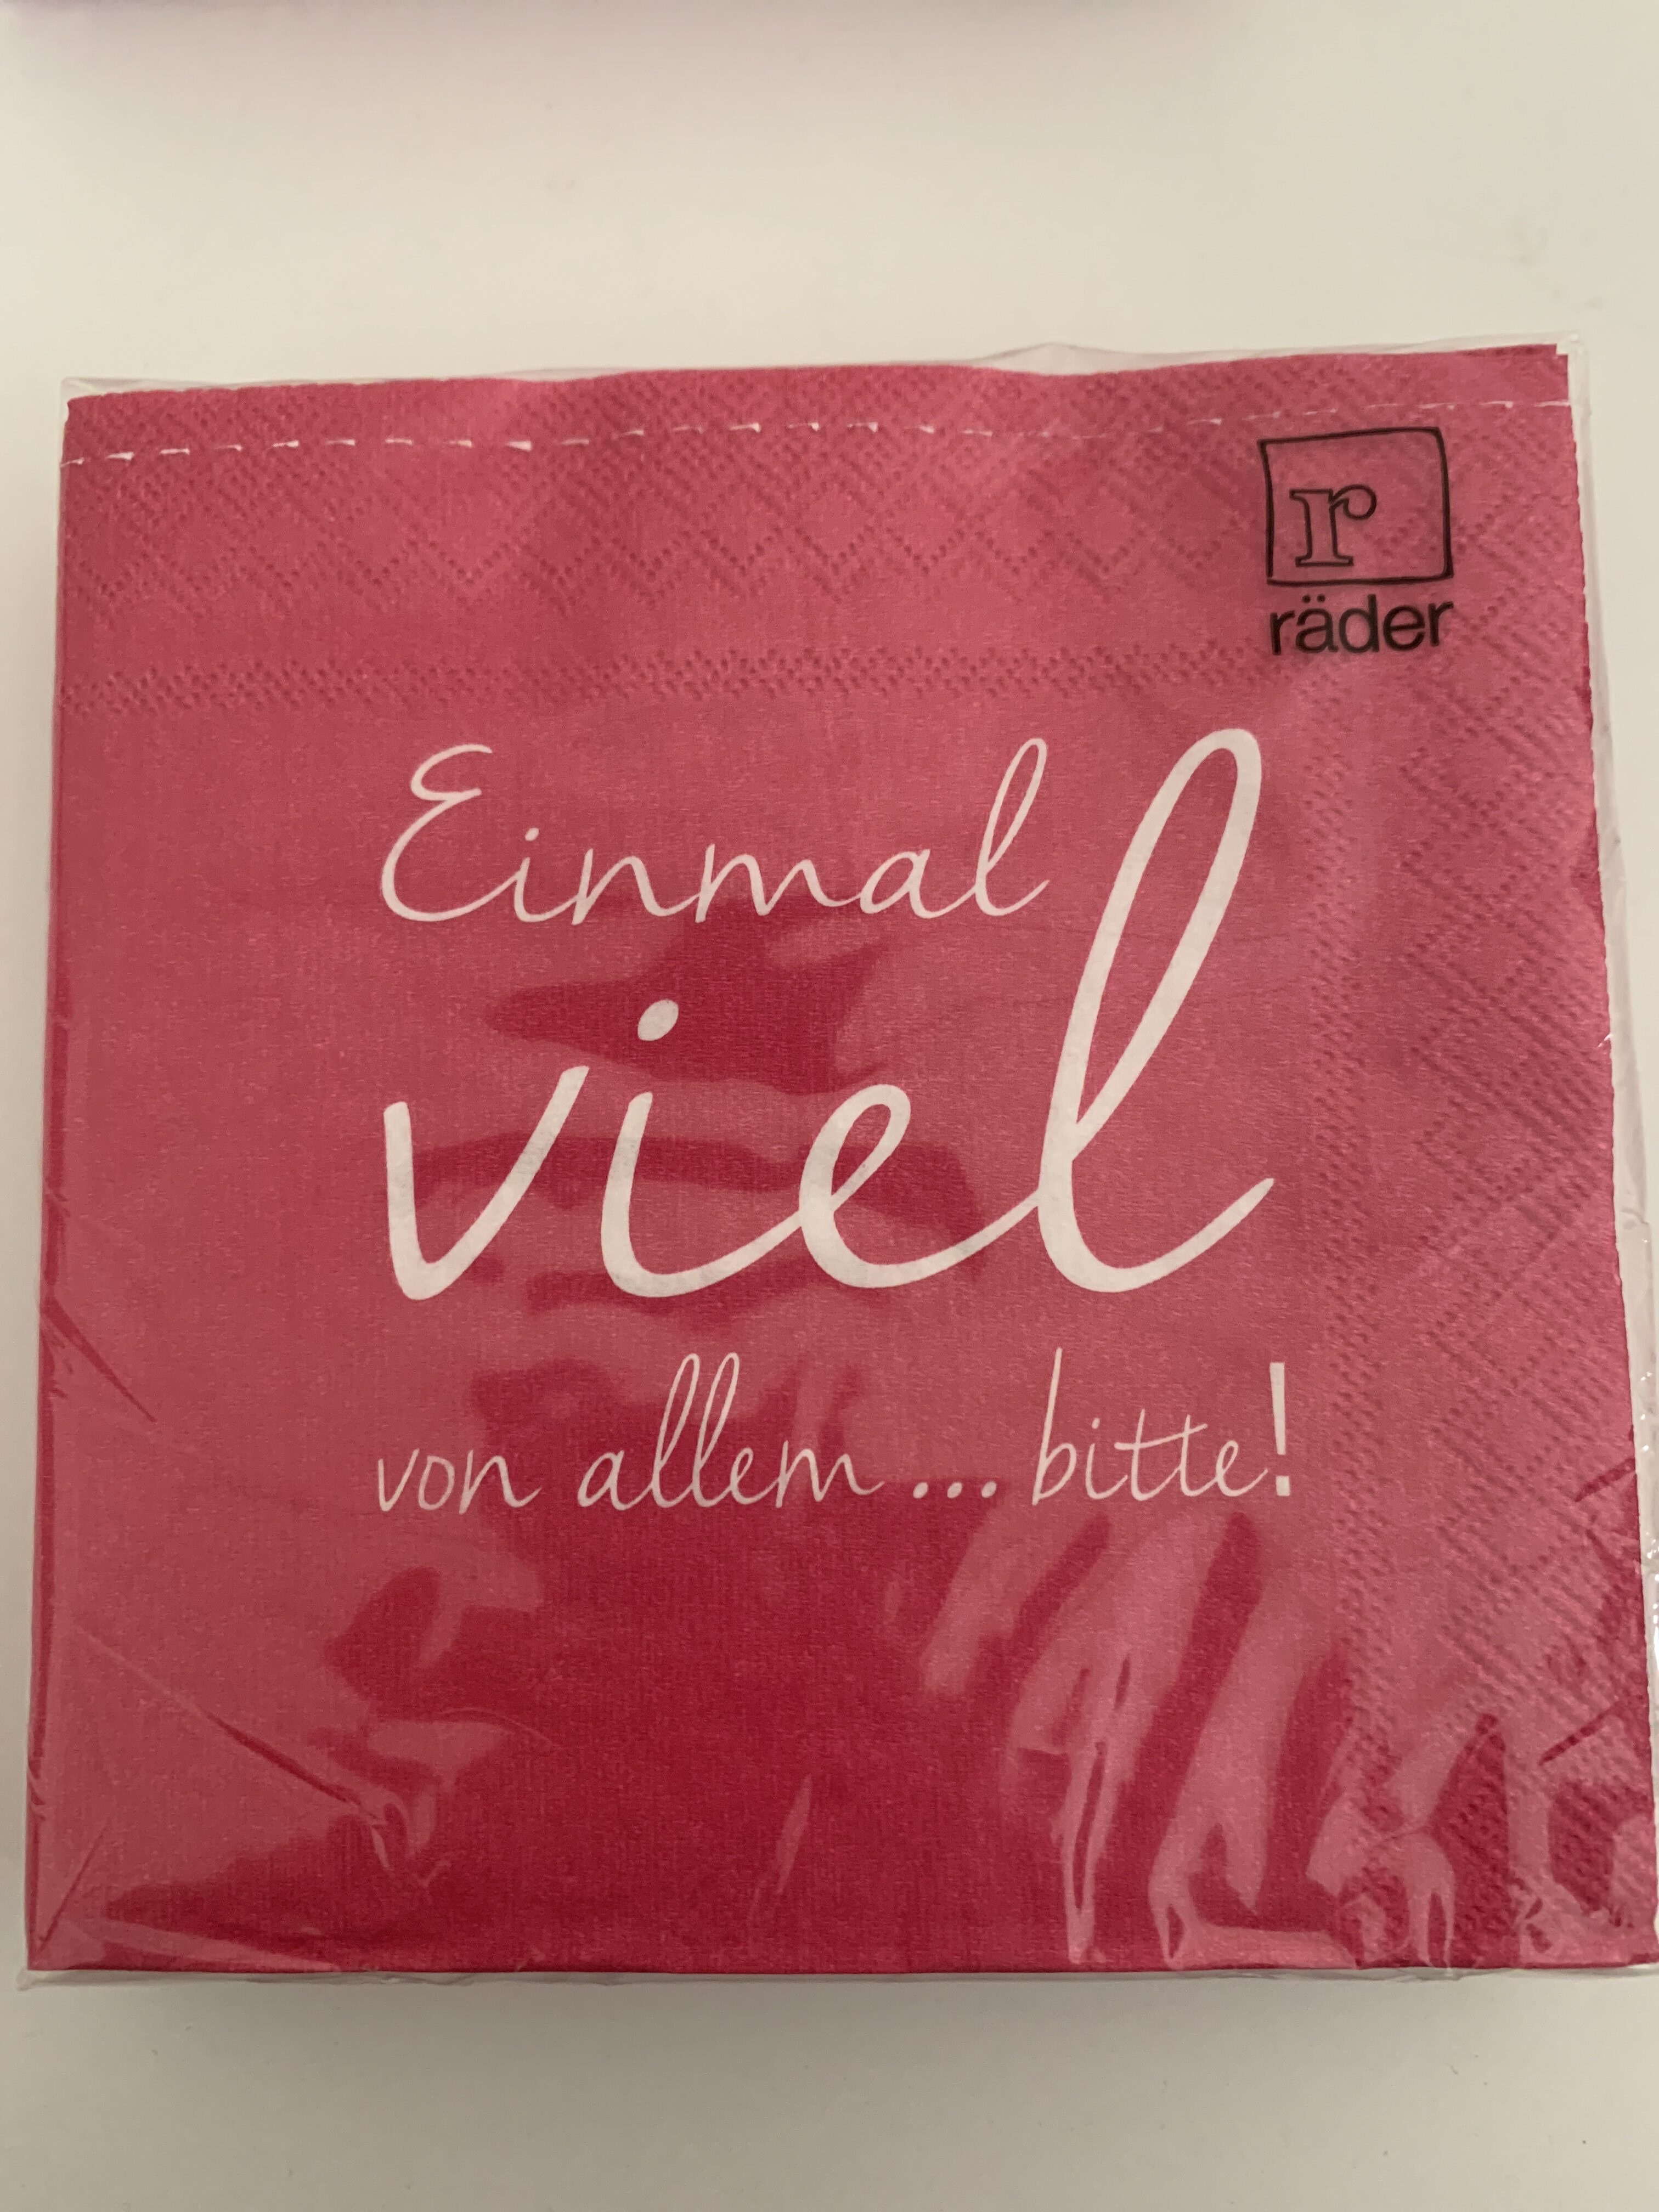 r
räder
Einmal
viel
von allem ... bitte!